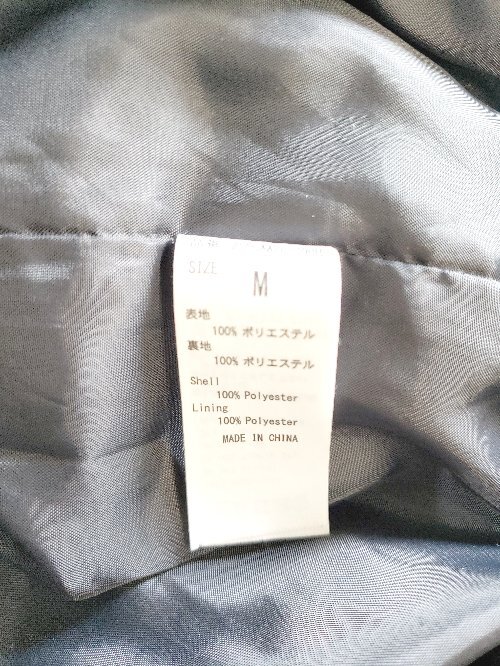 SIZE
M
表地
100% ポリエステル
裏地
100% ポリエステル
Shell
100% Polyester
Lining
100% Polyester
MADE IN CHINA